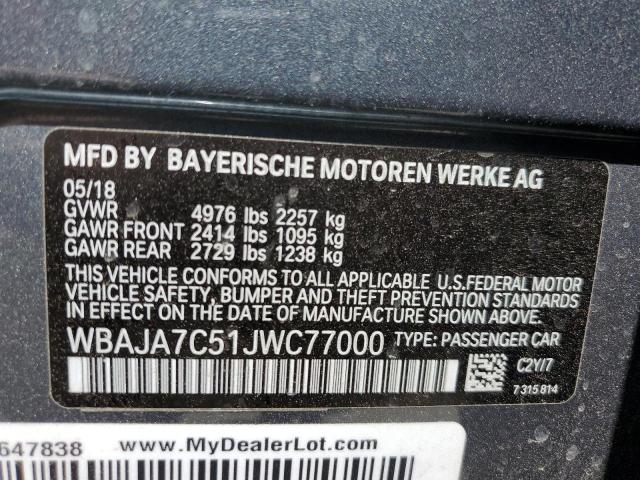 MFD BY BAYERISCHE MOTOREN WERKE AG
05/18
GVWR 4976 lbs 2257 kg
GAWR FRONT 2414 lbs 1095 kg
GAWR REAR 2729 lbs 1238 kg
THIS VEHICLE CONFORMS TO ALL APPLICABLE U.S.FEDERAL MOTOR
VEHICLE SAFETY, BUMPER AND THEFT PREVENTION STANDARDS
IN EFFECT ON THE DATE OF MANUFACTURE SHOWN ABOVE.
WBAJA7C51JWC77000 TYPE: PASSENGER CAR
C2Y/7
7 315 814
647838 www.MyDealerLot.com